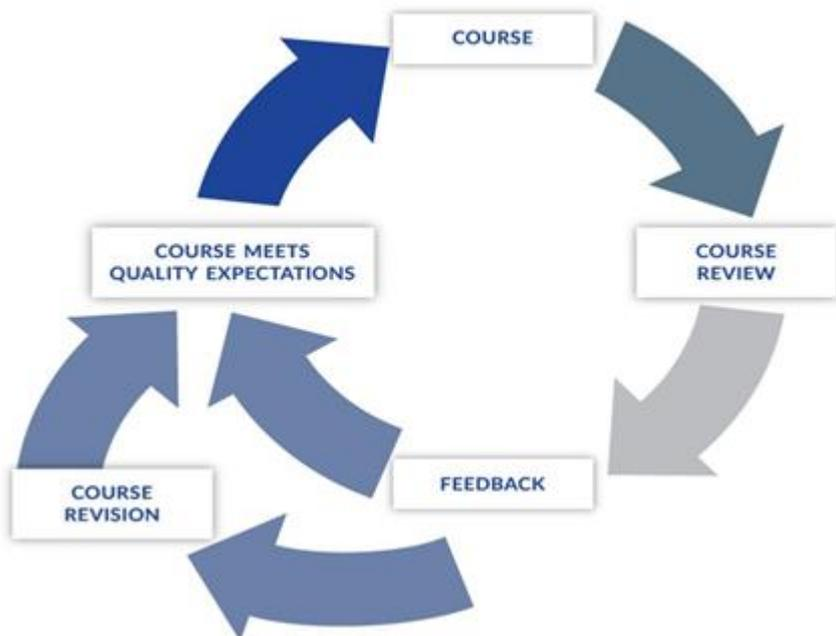 COURSE
COURSE
REVIEW
FEEDBACK
COURSE MEETS
QUALITY EXPECTATIONS
COURSE
REVISION